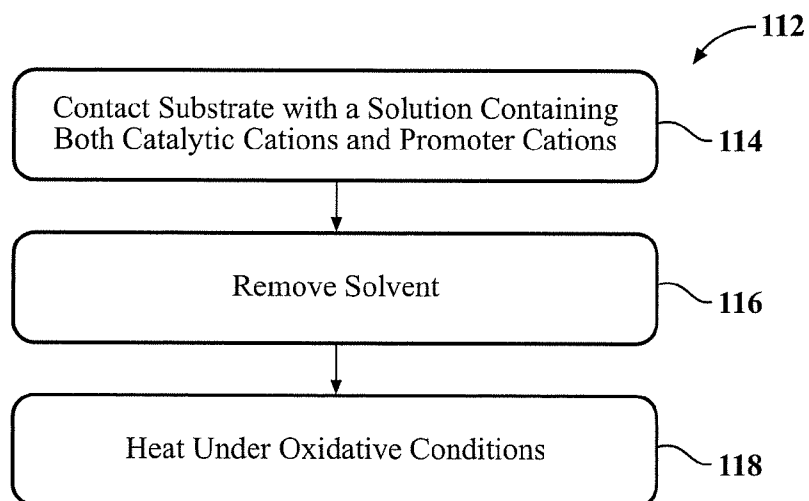 112
Contact Substrate with a Solution Containing
Both Catalytic Cations and Promoter Cations
114
Remove Solvent
116
Heat Under Oxidative Conditions
118